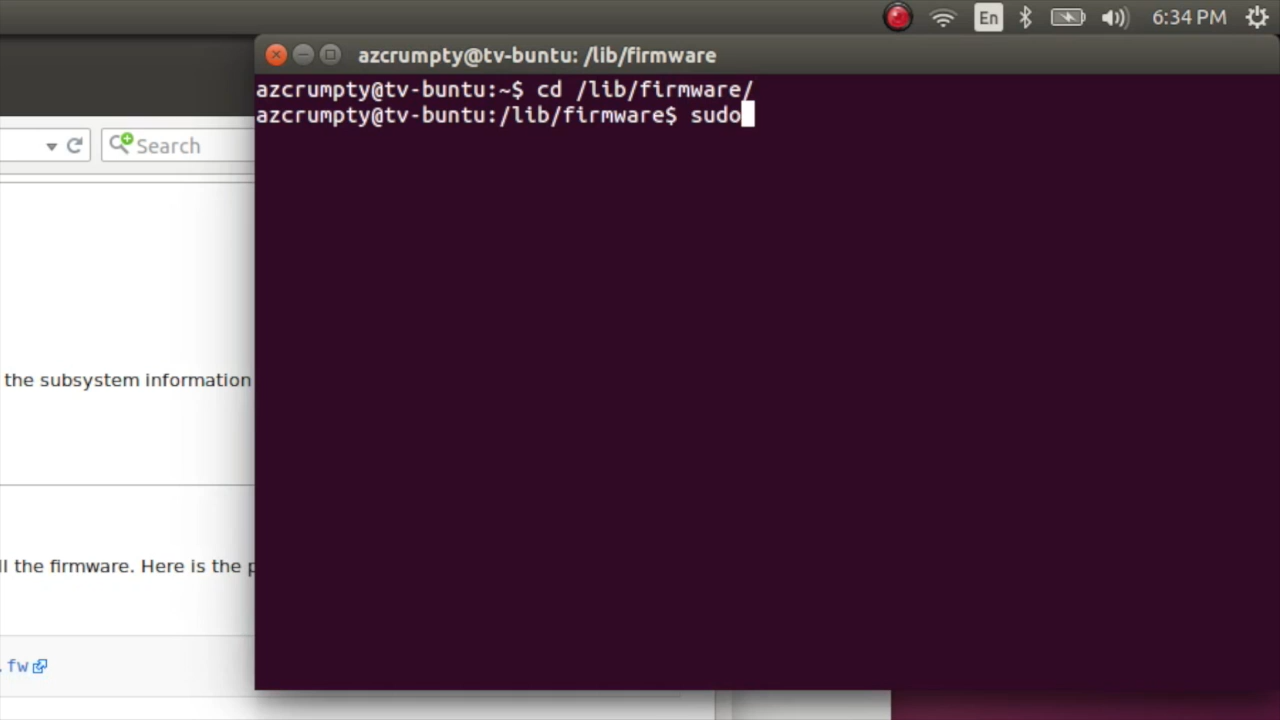 En
6:34 PM
azcrumpty@tv-buntu: /lib/firmware
azcrumpty@tv-buntu:~$ cd /lib/firmware/
azcrumpty@tv-buntu:/lib/firmware$ sudo
Search
the subsystem information
ll the firmware. Here is the p
.fw